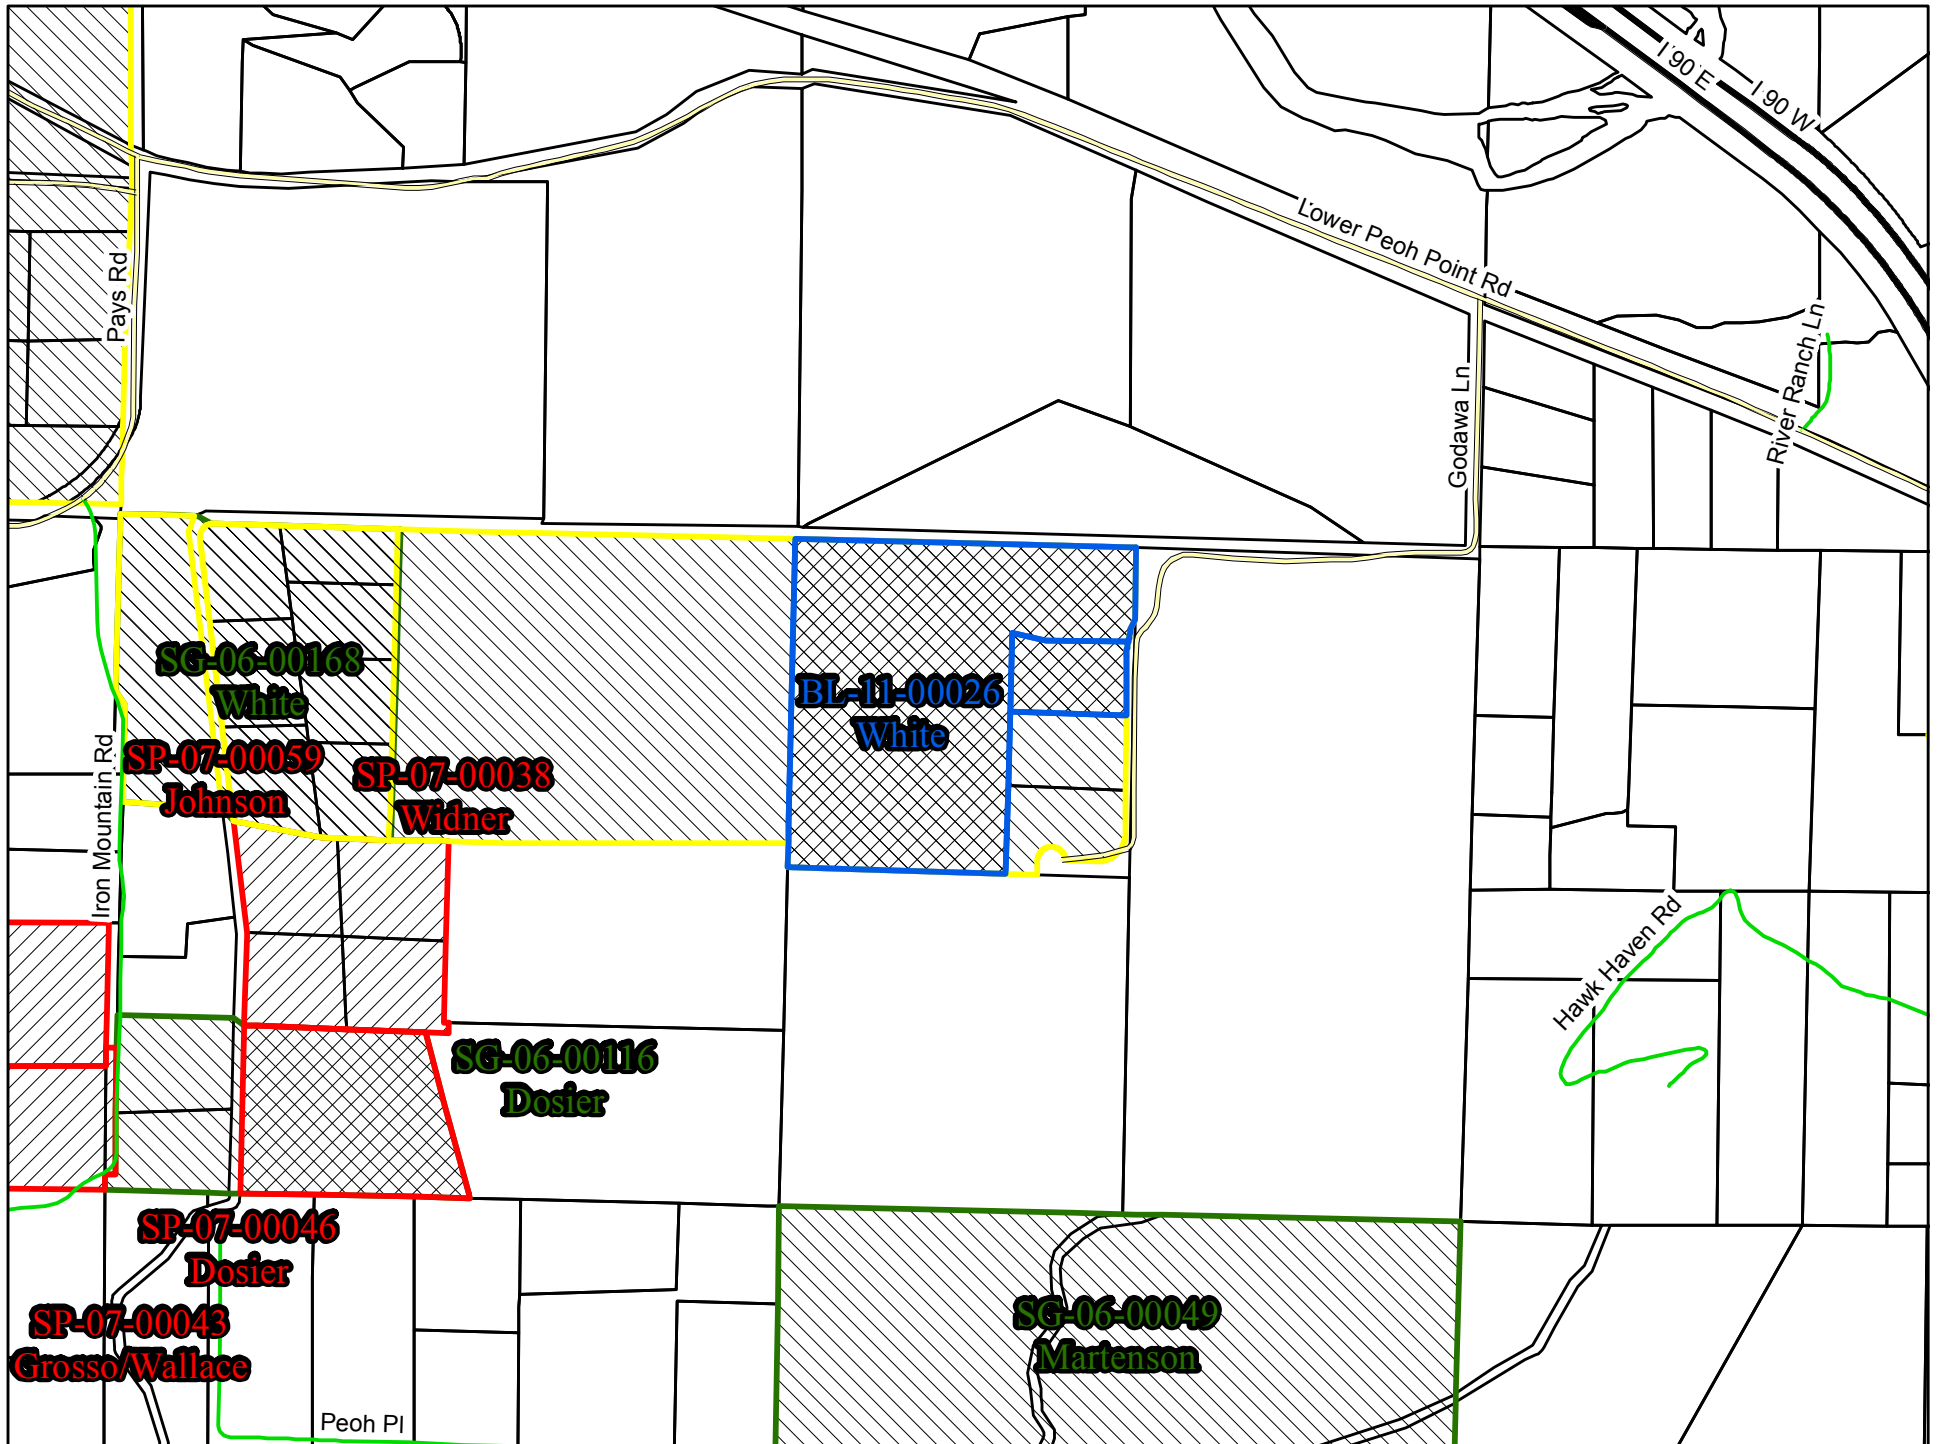 I 90 E
I 90 W
Lower Peoh Point Rd
Pays Rd
River Ranch Ln
Godawa Ln
SG-06-00168
White
BL-11-00026
White
SP-07-00059
Johnson
SP-07-00038
Widner
Iron Mountain Rd
Hawk Haven Rd
SG-06-00116
Dosier
SP-07-00046
Dosier
SP-07-00043
Grosso/Wallace
SG-06-00049
Martenson
Peoh Pl